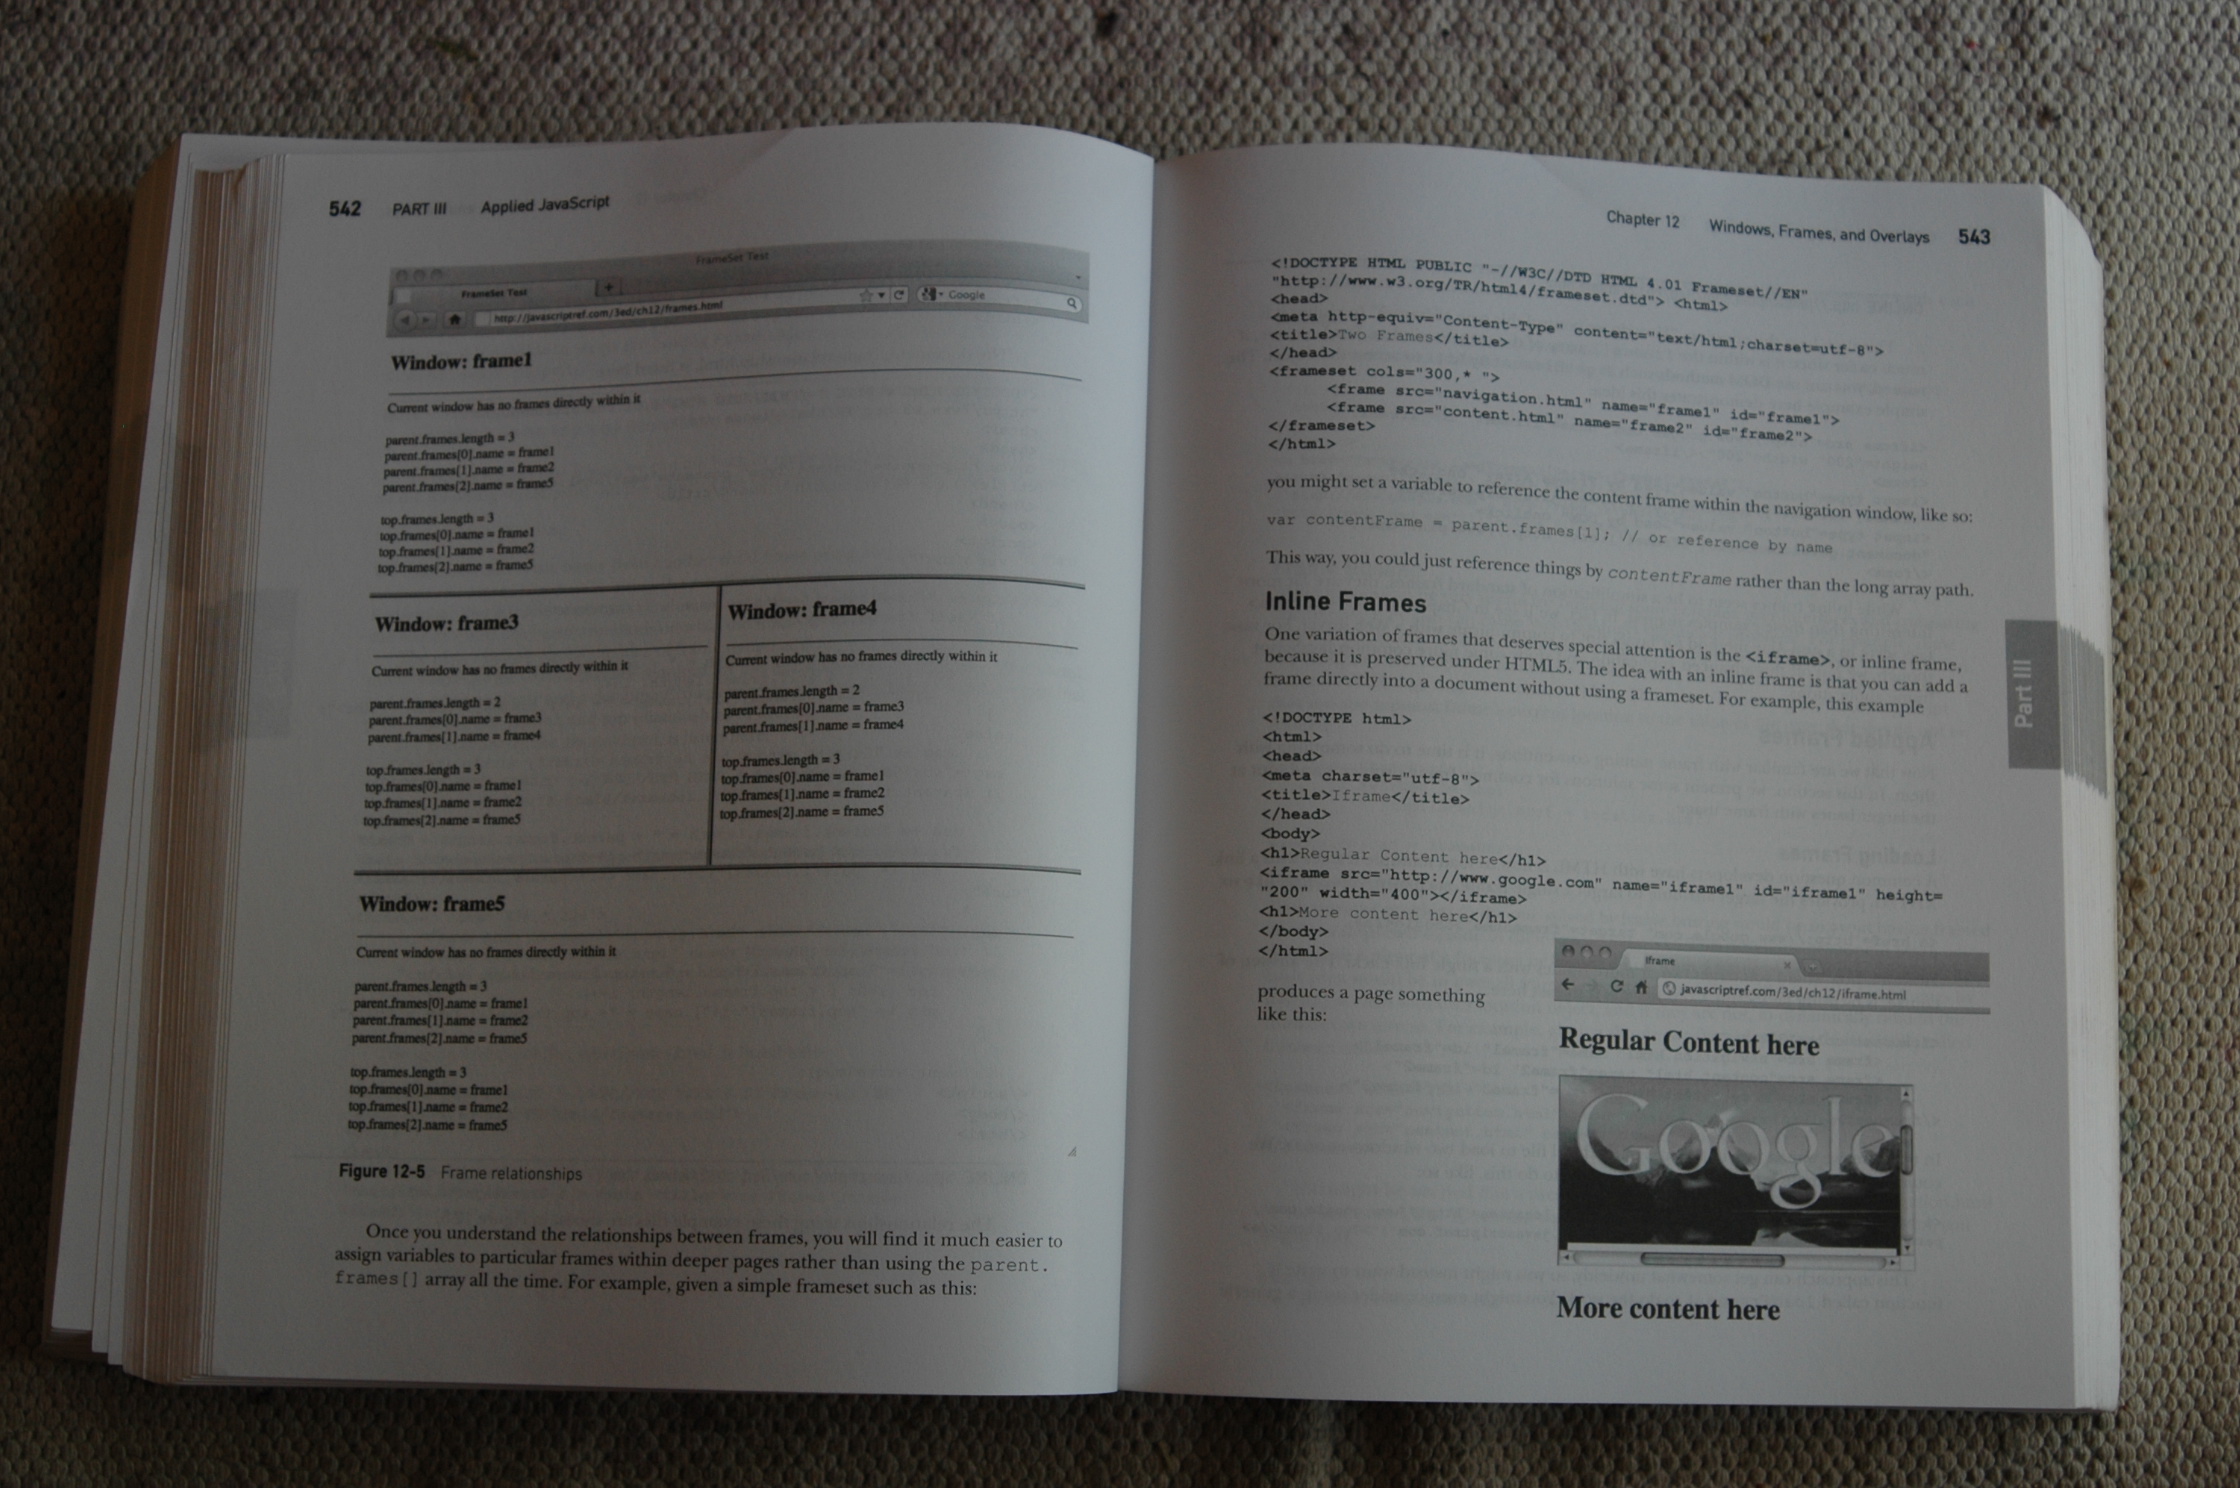 542 PART III Applied JavaScript
FrameSet Test
FrameSet Test
http://javascriptref.com/3ed/ch12/frames.html
Google
Window: frame1
Current window has no frames directly within it
parent.frames.length = 3
parent.frames[0].name = frame1
parent.frames[1].name = frame2
parent.frames[2].name = frame5
top.frames.length = 3
top.frames[0].name = frame1
top.frames[1].name = frame2
top.frames[2].name = frame5
Window: frame3
Current window has no frames directly within it
parent.frames.length = 2
parent.frames[0].name = frame3
parent.frames[1].name = frame4
top.frames.length = 3
top.frames[0].name = frame1
top.frames[1].name = frame2
top.frames[2].name = frame5
Window: frame4
Current window has no frames directly within it
parent.frames.length = 2
parent.frames[0].name = frame3
parent.frames[1].name = frame4
top.frames.length = 3
top.frames[0].name = frame1
top.frames[1].name = frame2
top.frames[2].name = frame5
Window: frame5
Current window has no frames directly within it
parent.frames.length = 3
parent.frames[0].name = frame1
parent.frames[1].name = frame2
parent.frames[2].name = frame5
top.frames.length = 3
top.frames[0].name = frame1
top.frames[1].name = frame2
top.frames[2].name = frame5
Figure 12-5 Frame relationships
Once you understand the relationships between frames, you will find it much easier to
assign variables to particular frames within deeper pages rather than using the parent.
frames[] array all the time. For example, given a simple frameset such as this:
Chapter 12 Windows, Frames, and Overlays 543
<!DOCTYPE HTML PUBLIC "-//W3C//DTD HTML 4.01 Frameset//EN"
"http://www.w3.org/TR/html4/frameset.dtd"> <html>
<head>
<meta http-equiv="Content-Type" content="text/html;charset=utf-8">
<title>Two Frames</title>
</head>
<frameset cols="300,* ">
<frame src="navigation.html" name="frame1" id="frame1">
<frame src="content.html" name="frame2" id="frame2">
</frameset>
</html>
you might set a variable to reference the content frame within the navigation window, like so:
var contentFrame = parent.frames[1]; // or reference by name
This way, you could just reference things by contentFrame rather than the long array path.
Inline Frames
One variation of frames that deserves special attention is the <iframe>, or inline frame,
because it is preserved under HTML5. The idea with an inline frame is that you can add a
frame directly into a document without using a frameset. For example, this example
<!DOCTYPE html>
<html>
<head>
<meta charset="utf-8">
<title>Iframe</title>
</head>
<body>
<h1>Regular Content here</h1>
<iframe src="http://www.google.com" name="iframe1" id="iframe1" height=
"200" width="400"></iframe>
<h1>More content here</h1>
</body>
</html>
produces a page something
like this:
Iframe
javascriptref.com/3ed/ch12/iframe.html
Regular Content here
Google
More content here
Part III